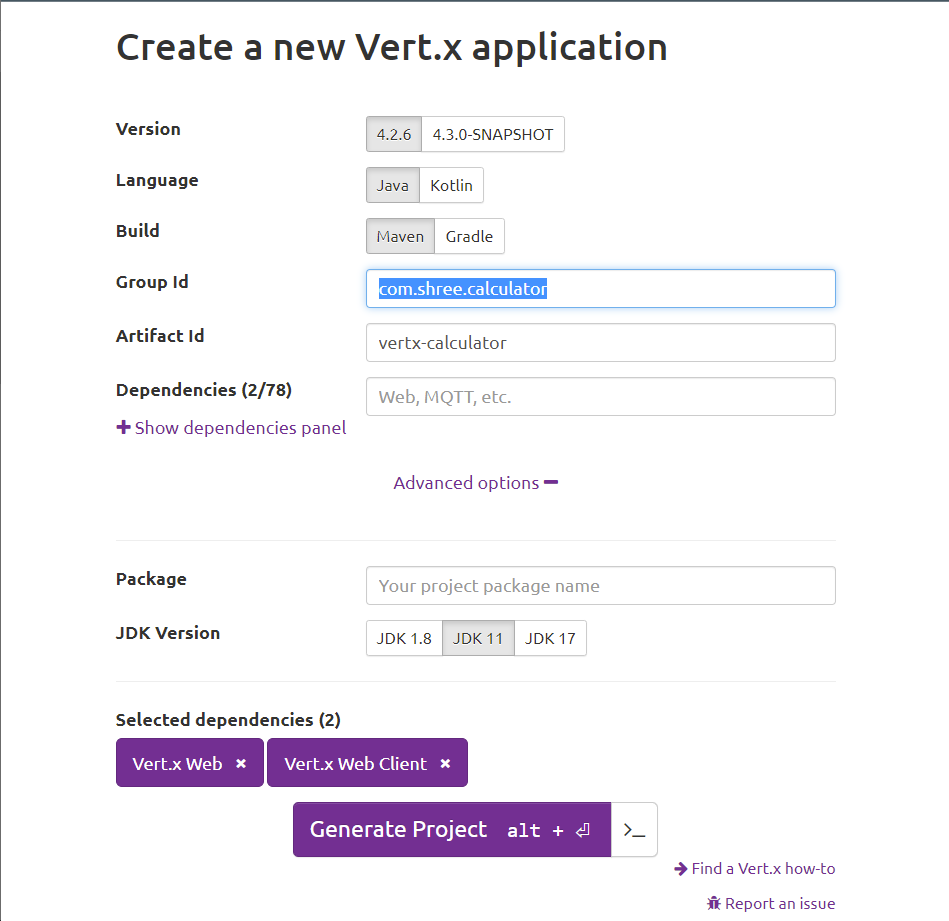 Create a new Vert.x application
Version
4.2.6 4.3.0-SNAPSHOT
Language
Java Kotlin
Build
Maven Gradle
Group Id
com.shree.calculator
Artifact Id
vertx-calculator
Dependencies (2/78)
Web, MQTT, etc.
Show dependencies panel
Advanced options
Package
Your project package name
JDK Version
JDK 1.8 JDK 11 JDK 17
Selected dependencies (2)
Vert.x Web × Vert.x Web Client ×
Generate Project alt + ⏎ >_
Find a Vert.x how-to
Report an issue